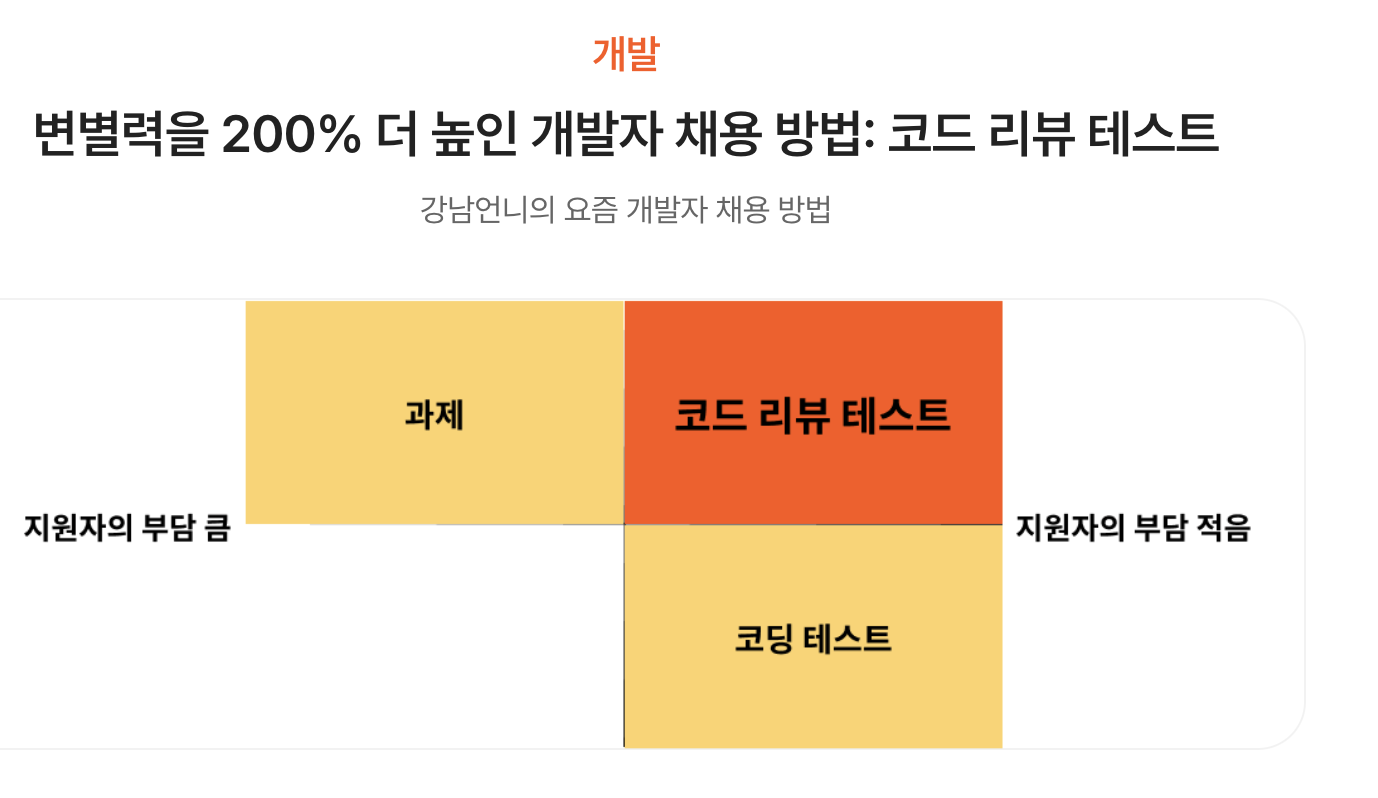 개발
변별력을 200% 더 높인 개발자 채용 방법: 코드 리뷰 테스트
강남언니의 요즘 개발자 채용 방법
과제
코드 리뷰 테스트
지원자의 부담 큼
지원자의 부담 적음
코딩 테스트